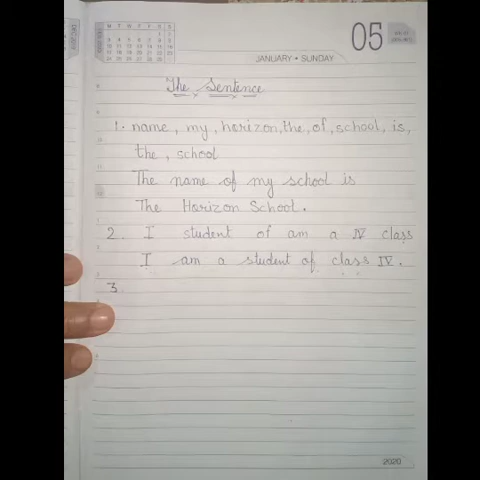 05
JANUARY • SUNDAY
The Sentence
1. name, my, horizon, the, of, school, is,
the, school
The name of my school is
The Horizon School.
2. I student of am a IV class
I am a student of class IV.
3
2020